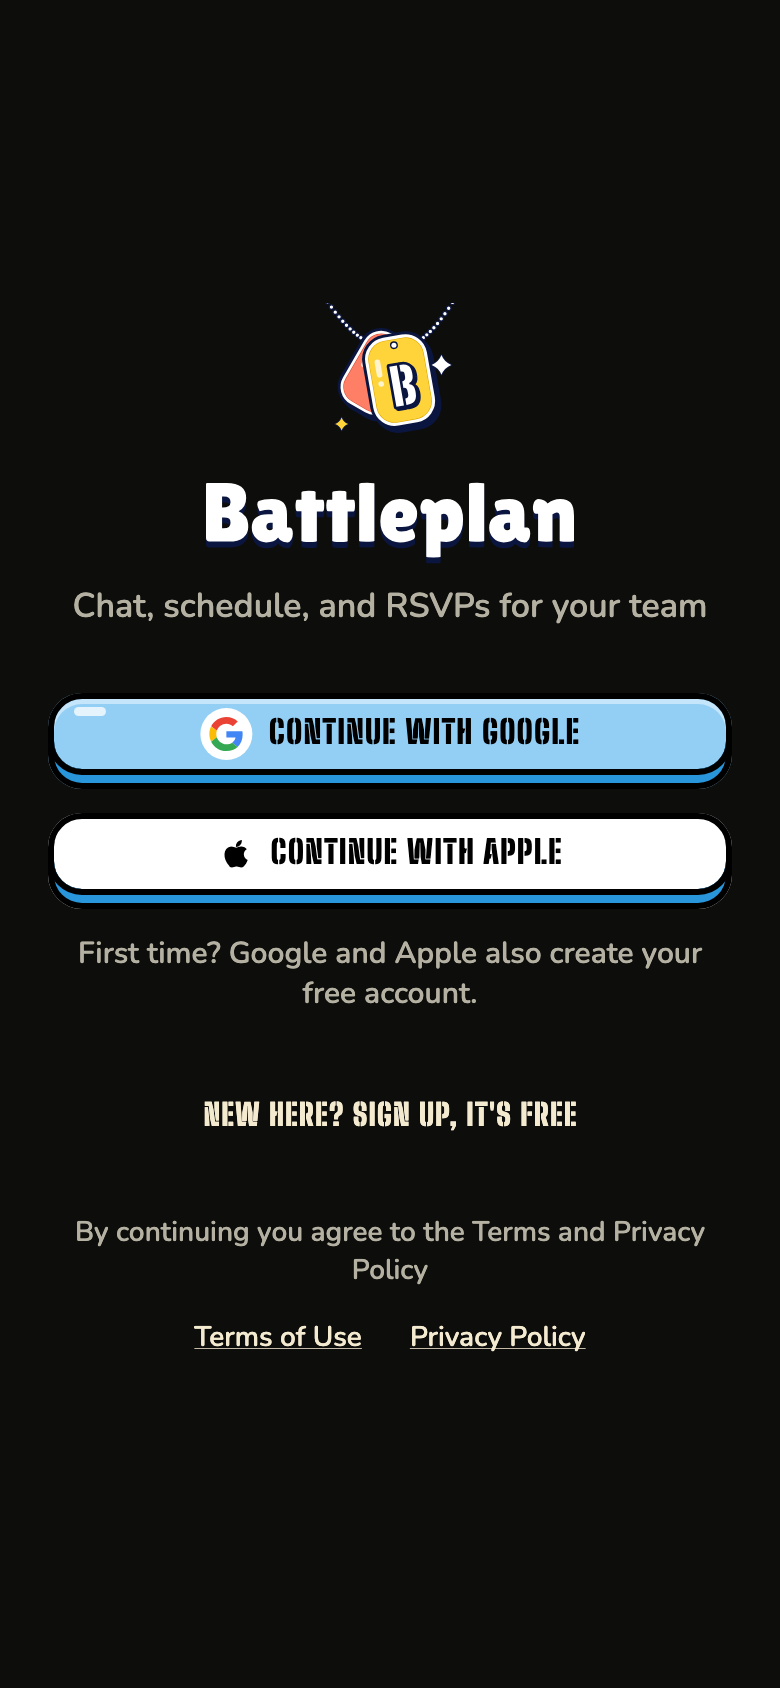 B
Battleplan
Chat, schedule, and RSVPs for your team
CONTINUE WITH GOOGLE
CONTINUE WITH APPLE
First time? Google and Apple also create your
free account.
NEW HERE? SIGN UP, IT'S FREE
By continuing you agree to the Terms and Privacy
Policy
Terms of Use Privacy Policy